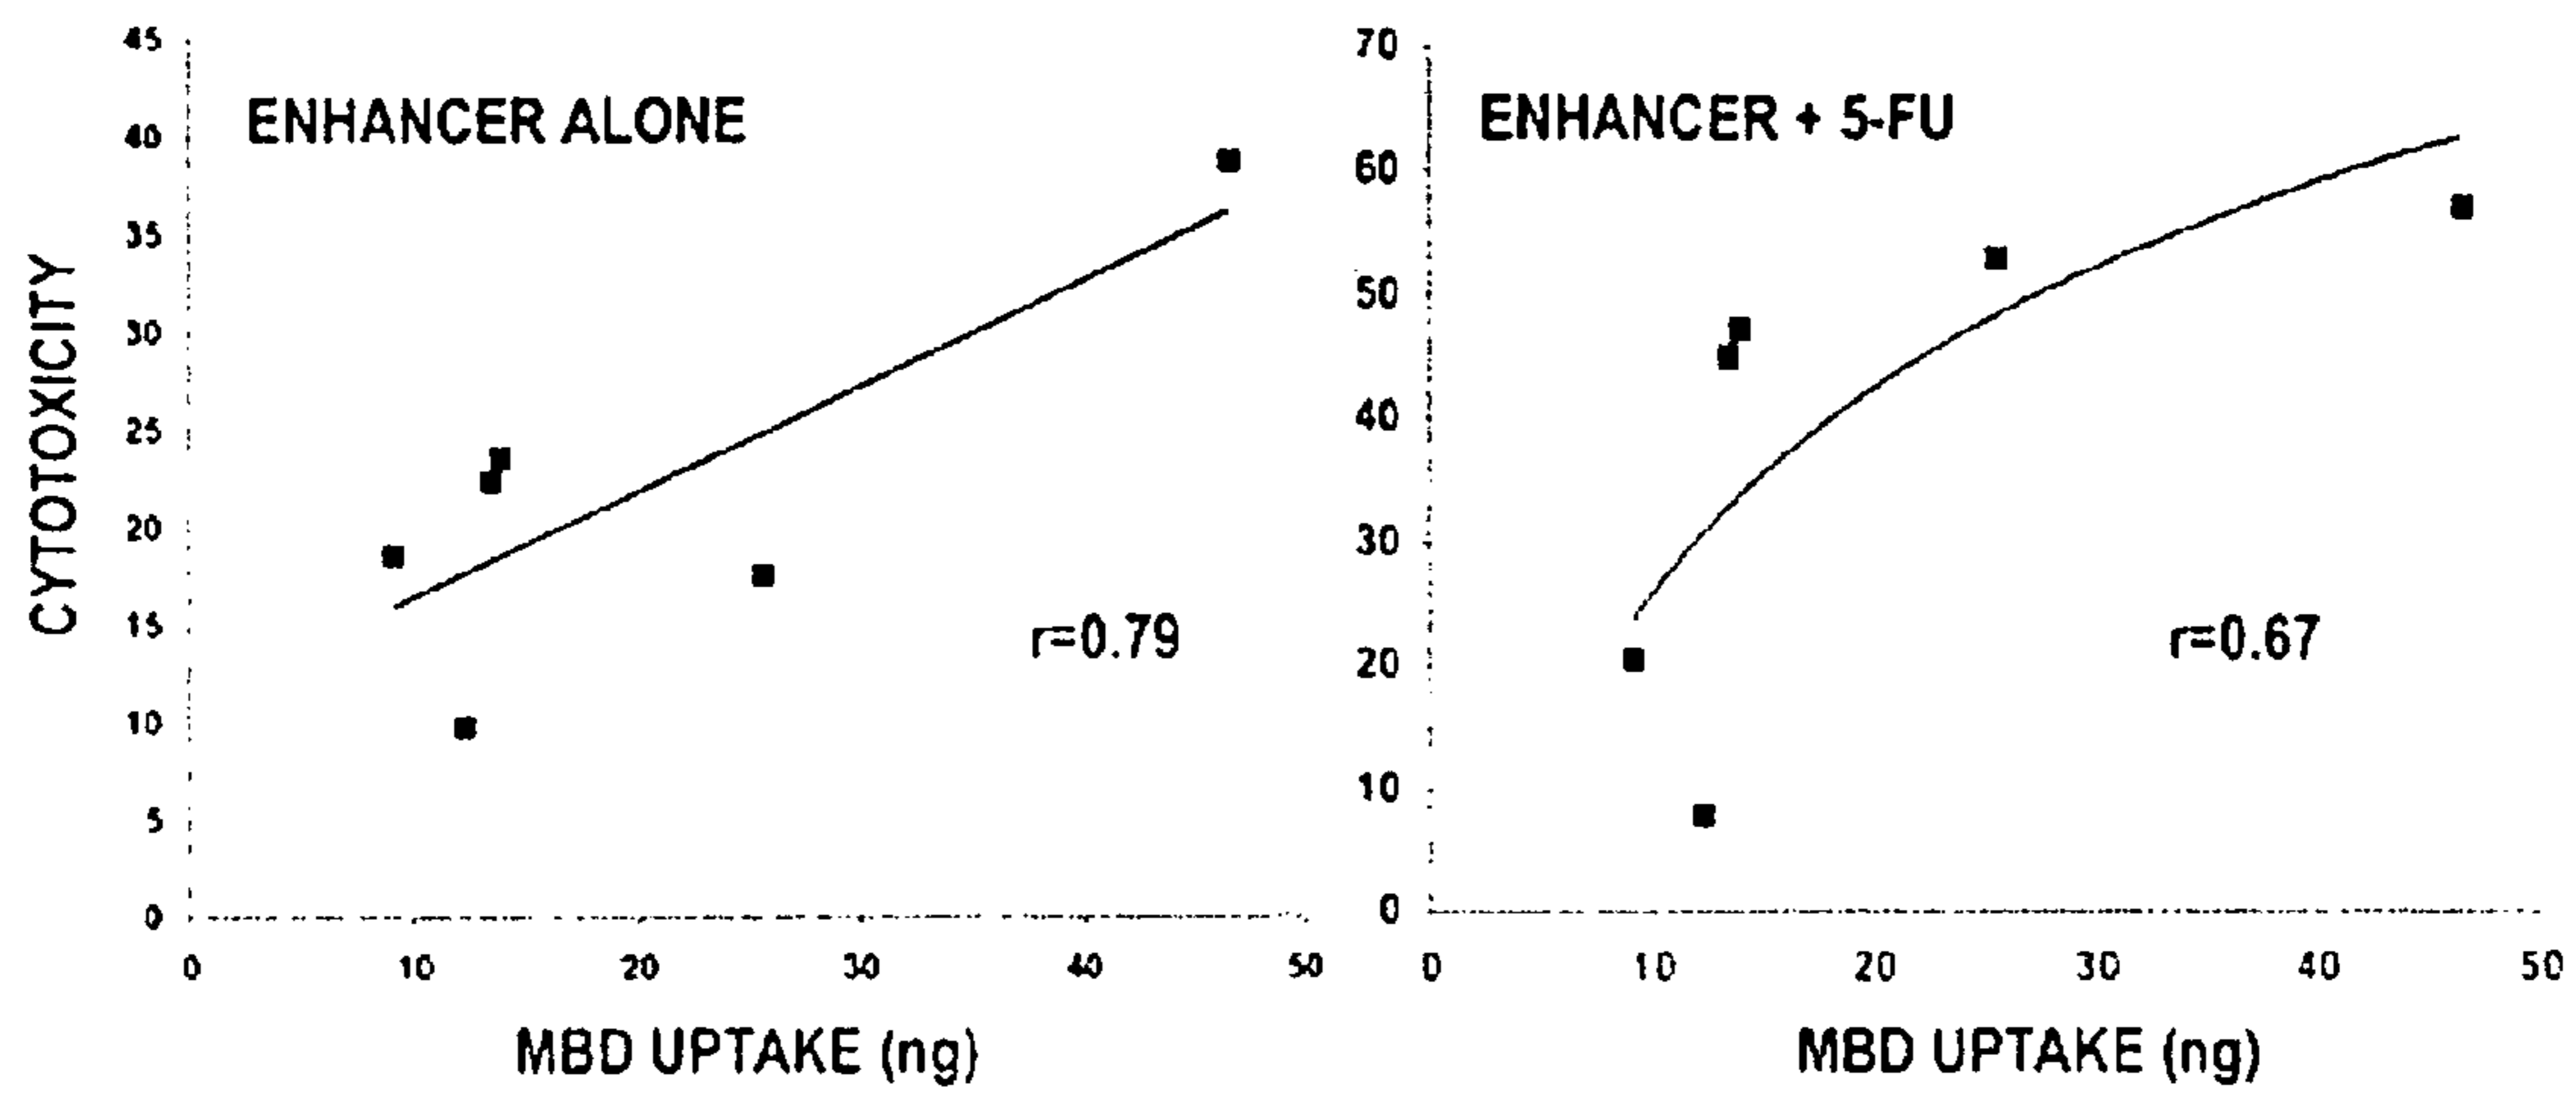 45
40
35
30
25
20
15
10
5
0
CYTOTOXICITY
ENHANCER ALONE
r=0.79
0 10 20 30 40 50
MBD UPTAKE (ng)
70
60
50
40
30
20
10
0
ENHANCER + 5-FU
r=0.67
0 10 20 30 40 50
MBD UPTAKE (ng)